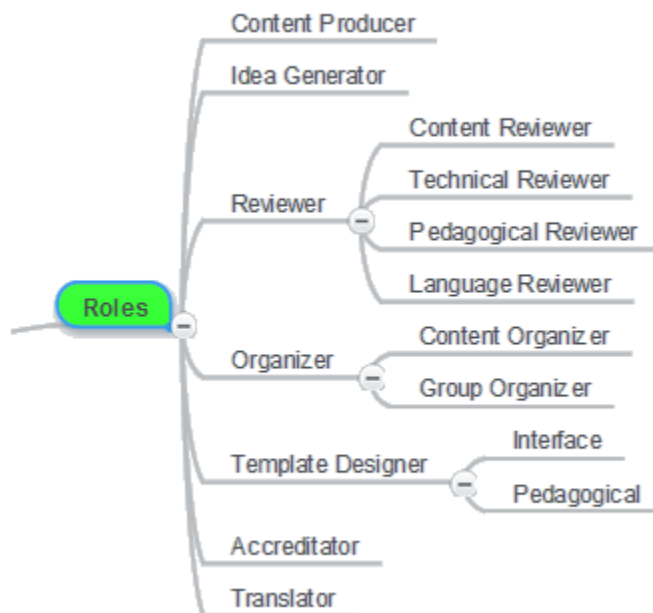 Content Producer
Idea Generator
Content Reviewer
Technical Reviewer
Reviewer
Pedagogical Reviewer
Language Reviewer
Roles
Content Organizer
Organizer
Group Organizer
Interface
Template Designer
Pedagogical
Accreditator
Translator